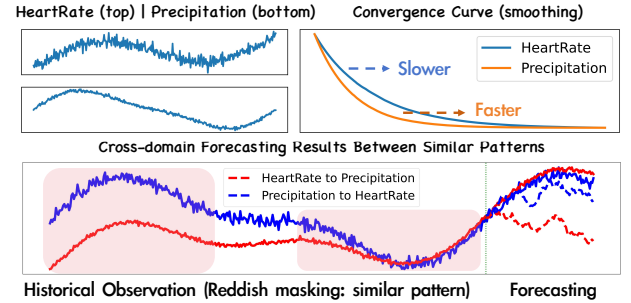 HeartRate (top) | Precipitation (bottom)
Convergence Curve (smoothing)
HeartRate
Precipitation
Slower
Faster
Cross-domain Forecasting Results Between Similar Patterns
HeartRate to Precipitation
Precipitation to HeartRate
Historical Observation (Reddish masking: similar pattern)
Forecasting